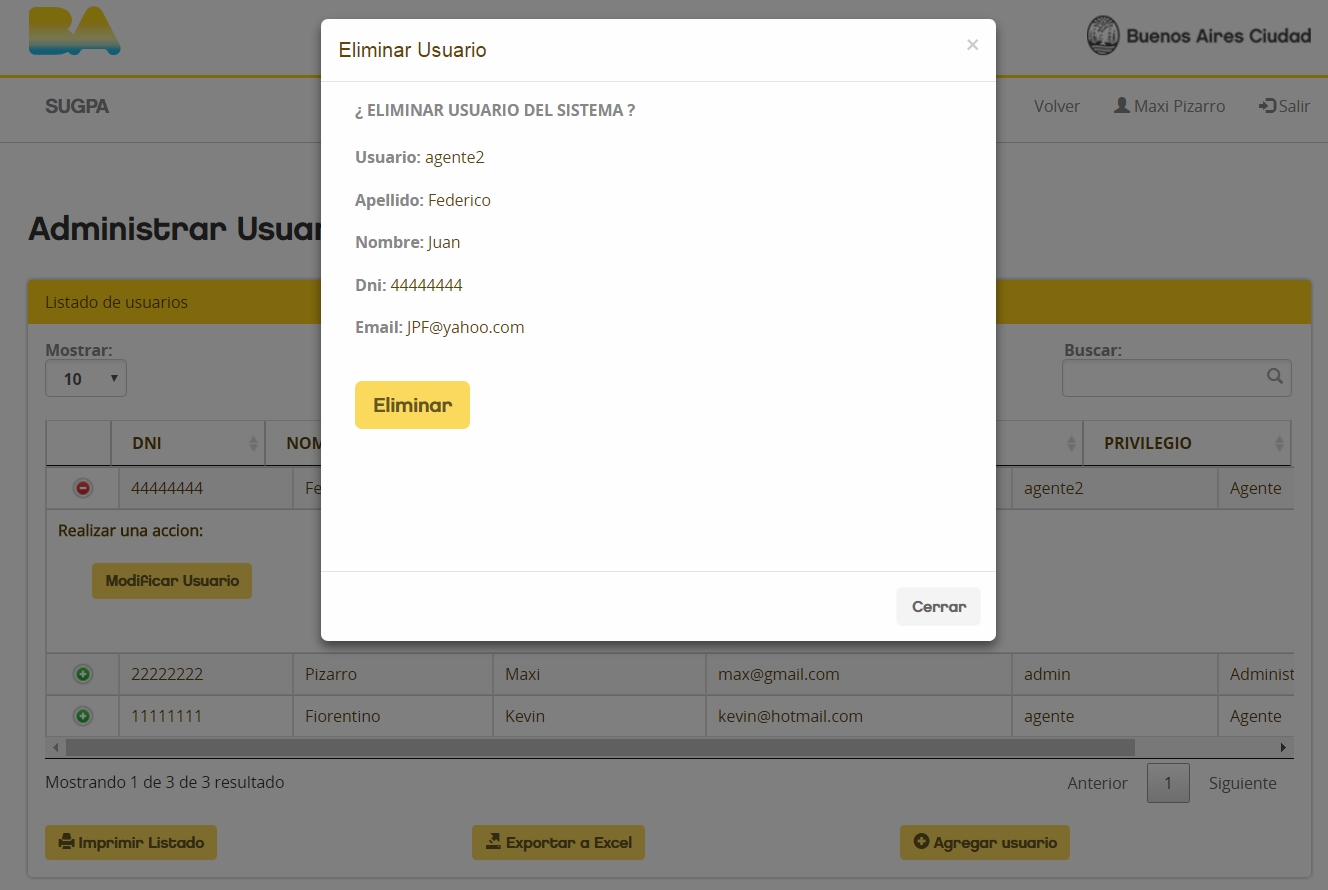 BA
Eliminar Usuario
×
Buenos Aires Ciudad
SUGPA
Volver
Maxi Pizarro
Salir
¿ ELIMINAR USUARIO DEL SISTEMA ?
Usuario: agente2
Apellido: Federico
Nombre: Juan
Dni: 44444444
Email: JPF@yahoo.com
Eliminar
Cerrar
Administrar Usuar
Listado de usuarios
Mostrar:
10
Buscar:
DNI NOM PRIVILEGIO
44444444 Fe agente2 Agente
Realizar una accion:
Modificar Usuario
22222222 Pizarro Maxi max@gmail.com admin Administ
11111111 Fiorentino Kevin kevin@hotmail.com agente Agente
Mostrando 1 de 3 de 3 resultado
Anterior 1 Siguiente
Imprimir Listado
Exportar a Excel
Agregar usuario